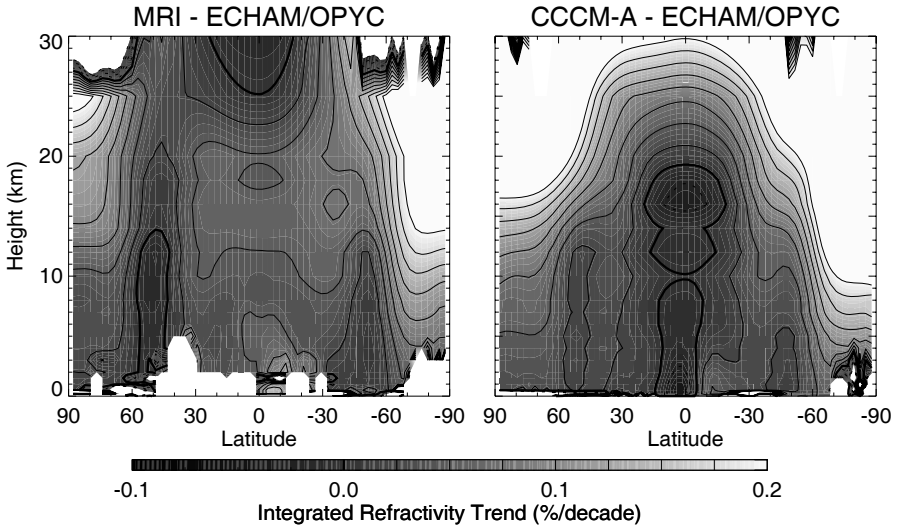 MRI - ECHAM/OPYC
CCCM-A - ECHAM/OPYC
Height (km)
30
20
10
0
90 60 30 0 -30 -60 -90
90 60 30 0 -30 -60 -90
Latitude
Latitude
-0.1 0.0 0.1 0.2
Integrated Refractivity Trend (%/decade)